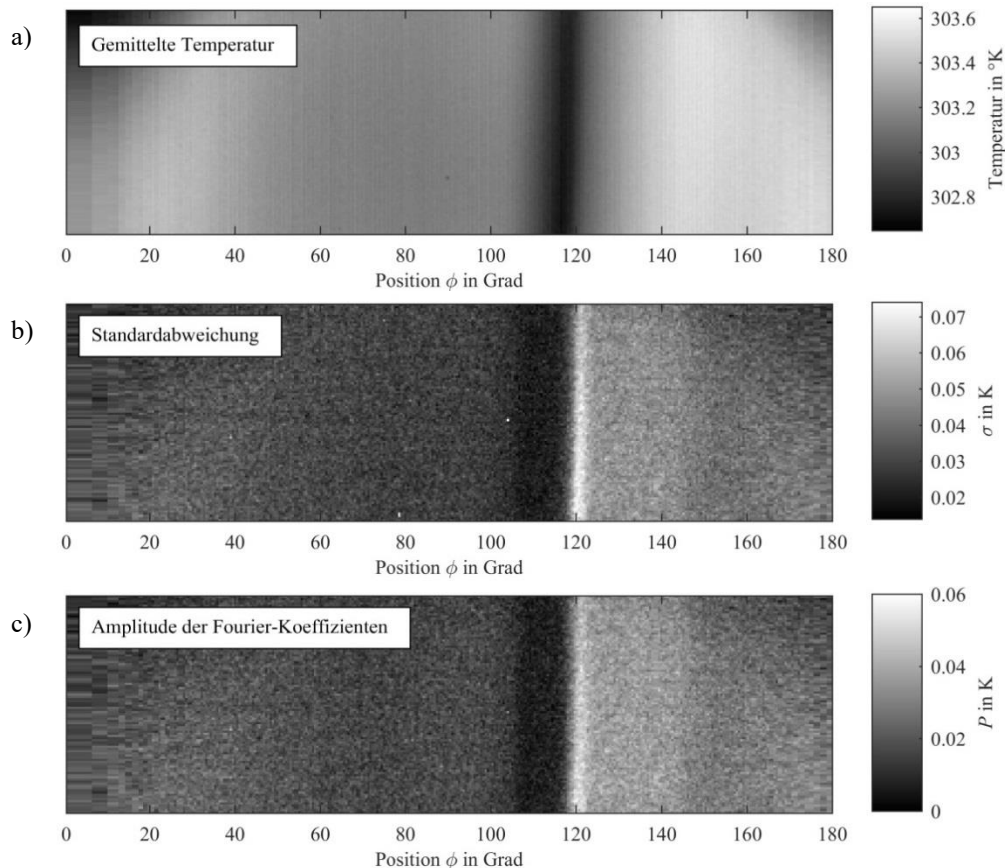 a)
Gemittelte Temperatur
303.6
303.4
303.2
303
302.8
Temperatur in °K
0 20 40 60 80 100 120 140 160 180
Position ϕ in Grad
b)
Standardabweichung
0.07
0.06
0.05
0.04
0.03
0.02
σ in K
0 20 40 60 80 100 120 140 160 180
Position ϕ in Grad
c)
Amplitude der Fourier-Koeffizienten
0.06
0.04
0.02
0
P in K
0 20 40 60 80 100 120 140 160 180
Position ϕ in Grad